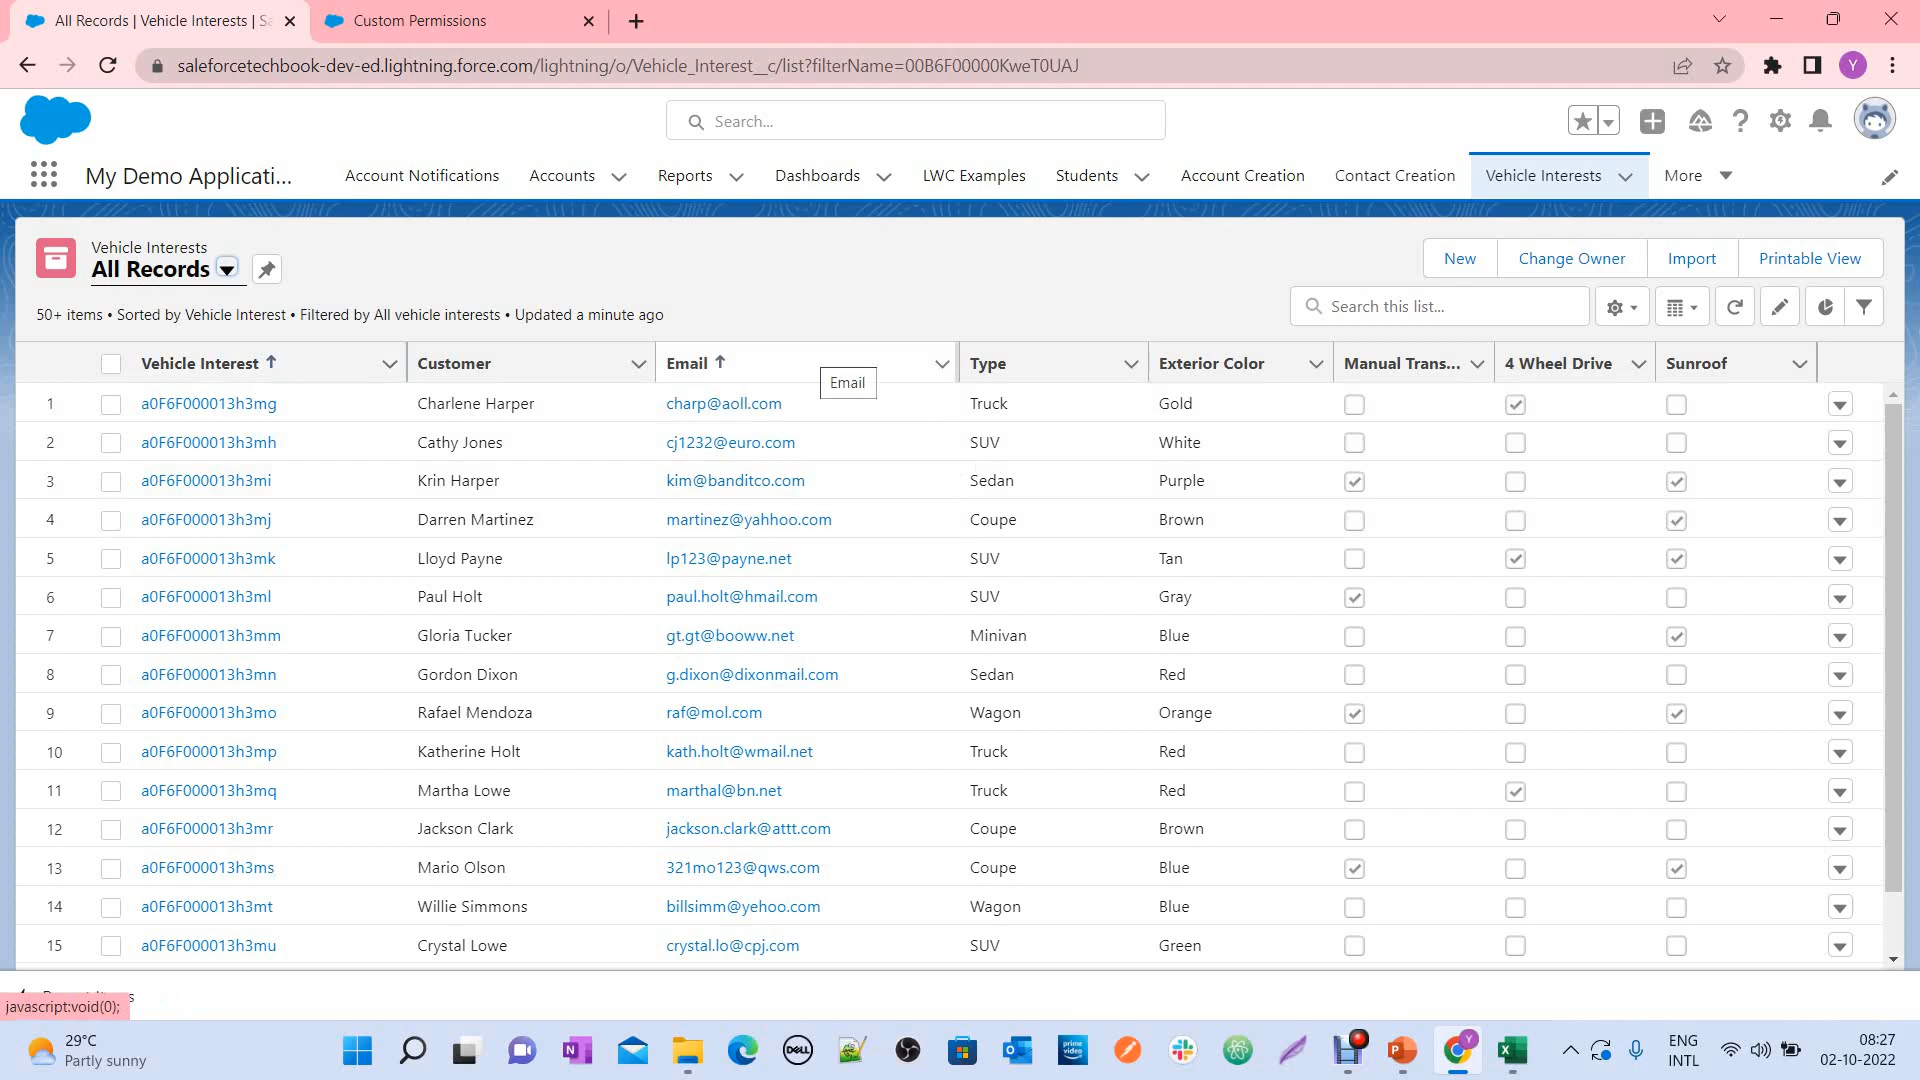 All Records | Vehicle Interests | Sa
Custom Permissions
saleforcetechbook-dev-ed.lightning.force.com/lightning/o/Vehicle_Interest__c/list?filterName=00B6F00000KweT0UAJ
Y
Search...
My Demo Applicati...
Account Notifications
Accounts
Reports
Dashboards
LWC Examples
Students
Account Creation
Contact Creation
Vehicle Interests
More
Vehicle Interests
All Records
New
Change Owner
Import
Printable View
50+ items • Sorted by Vehicle Interest • Filtered by All vehicle interests • Updated a minute ago
Search this list...
Vehicle Interest Customer Email Type Exterior Color Manual Trans... 4 Wheel Drive Sunroof
Email
1 a0F6F000013h3mg Charlene Harper charp@aoll.com Truck Gold
2 a0F6F000013h3mh Cathy Jones cj1232@euro.com SUV White
3 a0F6F000013h3mi Krin Harper kim@banditco.com Sedan Purple
4 a0F6F000013h3mj Darren Martinez martinez@yahhoo.com Coupe Brown
5 a0F6F000013h3mk Lloyd Payne lp123@payne.net SUV Tan
6 a0F6F000013h3ml Paul Holt paul.holt@hmail.com SUV Gray
7 a0F6F000013h3mm Gloria Tucker gt.gt@booww.net Minivan Blue
8 a0F6F000013h3mn Gordon Dixon g.dixon@dixonmail.com Sedan Red
9 a0F6F000013h3mo Rafael Mendoza raf@mol.com Wagon Orange
10 a0F6F000013h3mp Katherine Holt kath.holt@wmail.net Truck Red
11 a0F6F000013h3mq Martha Lowe marthal@bn.net Truck Red
12 a0F6F000013h3mr Jackson Clark jackson.clark@attt.com Coupe Brown
13 a0F6F000013h3ms Mario Olson 321mo123@qws.com Coupe Blue
14 a0F6F000013h3mt Willie Simmons billsimm@yehoo.com Wagon Blue
15 a0F6F000013h3mu Crystal Lowe crystal.lo@cpj.com SUV Green
javascript:void(0);
29°C
Partly sunny
DELL
prime video
ENG
INTL
08:27
02-10-2022